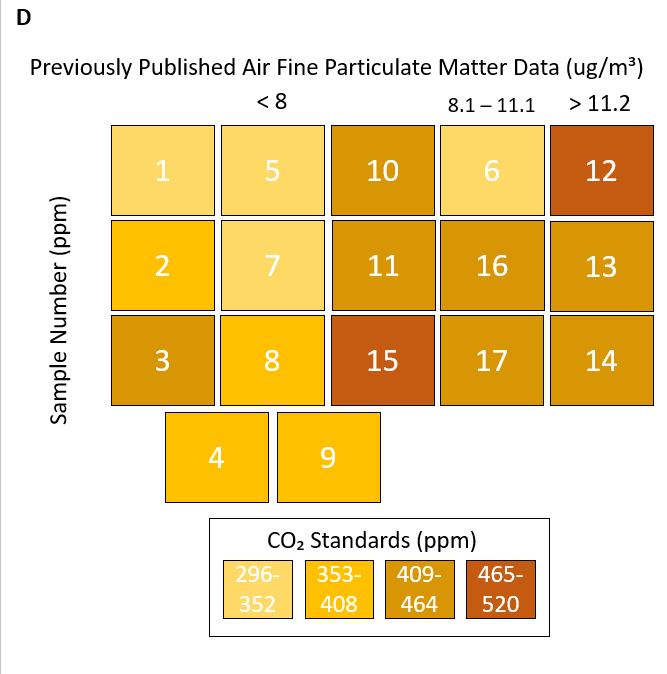 D
Previously Published Air Fine Particulate Matter Data (ug/m³)
< 8 8.1 – 11.1 > 11.2
Sample Number (ppm)
1 5 10 6 12
2 7 11 16 13
3 8 15 17 14
4 9
CO₂ Standards (ppm)
296- 353- 409- 465-
352 408 464 520